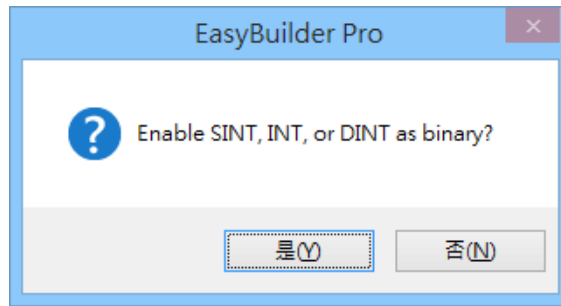 EasyBuilder Pro
Enable SINT, INT, or DINT as binary?
是(Y) 否(N)